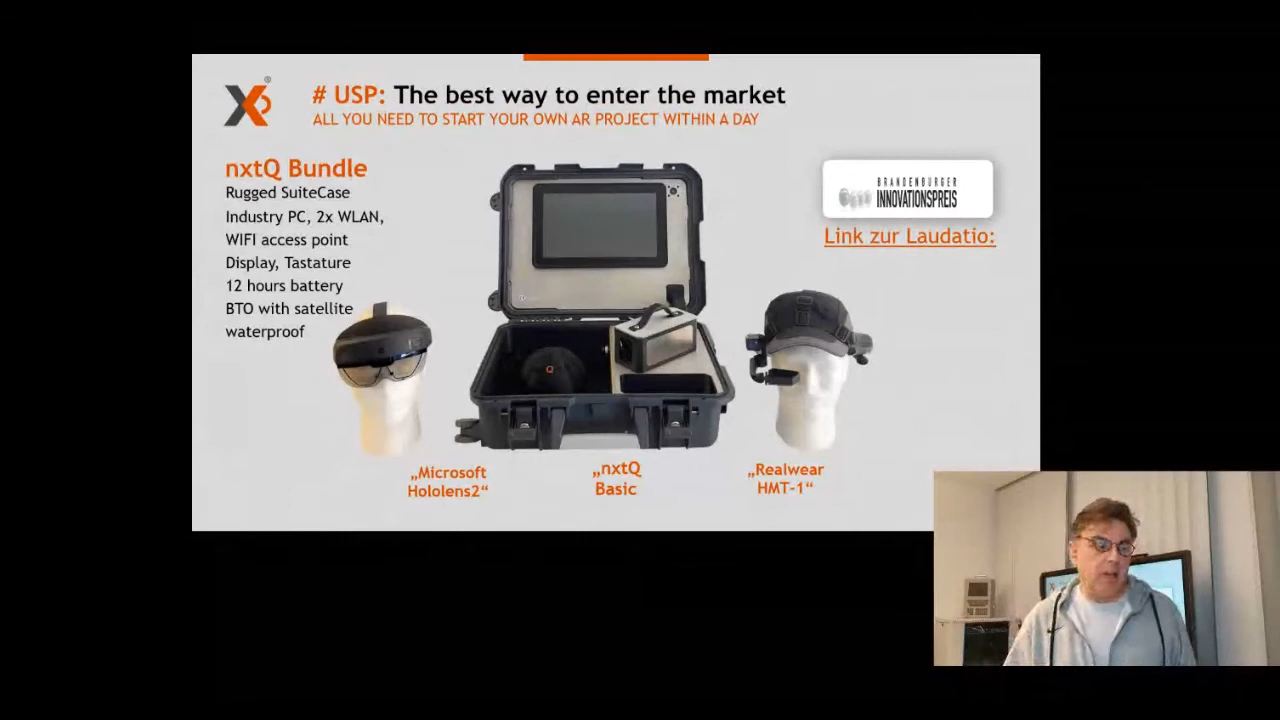 # USP: The best way to enter the market
ALL YOU NEED TO START YOUR OWN AR PROJECT WITHIN A DAY
nxtQ Bundle
Rugged SuiteCase
Industry PC, 2x WLAN,
WIFI access point
Display, Tastature
12 hours battery
BTO with satellite
waterproof
BRANDENBURGER
INNOVATIONSPREIS
Link zur Laudatio:
Q
„Microsoft
Hololens2“
„nxtQ
Basic
„Realwear
HMT-1“